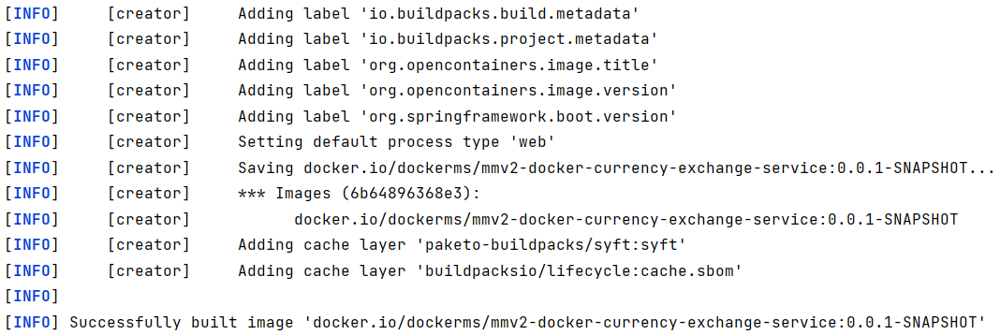 [INFO]     [creator]     Adding label 'io.buildpacks.build.metadata'
[INFO]     [creator]     Adding label 'io.buildpacks.project.metadata'
[INFO]     [creator]     Adding label 'org.opencontainers.image.title'
[INFO]     [creator]     Adding label 'org.opencontainers.image.version'
[INFO]     [creator]     Adding label 'org.springframework.boot.version'
[INFO]     [creator]     Setting default process type 'web'
[INFO]     [creator]     Saving docker.io/dockerms/mmv2-docker-currency-exchange-service:0.0.1-SNAPSHOT...
[INFO]     [creator]     *** Images (6b64896368e3):
[INFO]     [creator]           docker.io/dockerms/mmv2-docker-currency-exchange-service:0.0.1-SNAPSHOT
[INFO]     [creator]     Adding cache layer 'paketo-buildpacks/syft:syft'
[INFO]     [creator]     Adding cache layer 'buildpacksio/lifecycle:cache.sbom'
[INFO]
[INFO] Successfully built image 'docker.io/dockerms/mmv2-docker-currency-exchange-service:0.0.1-SNAPSHOT'